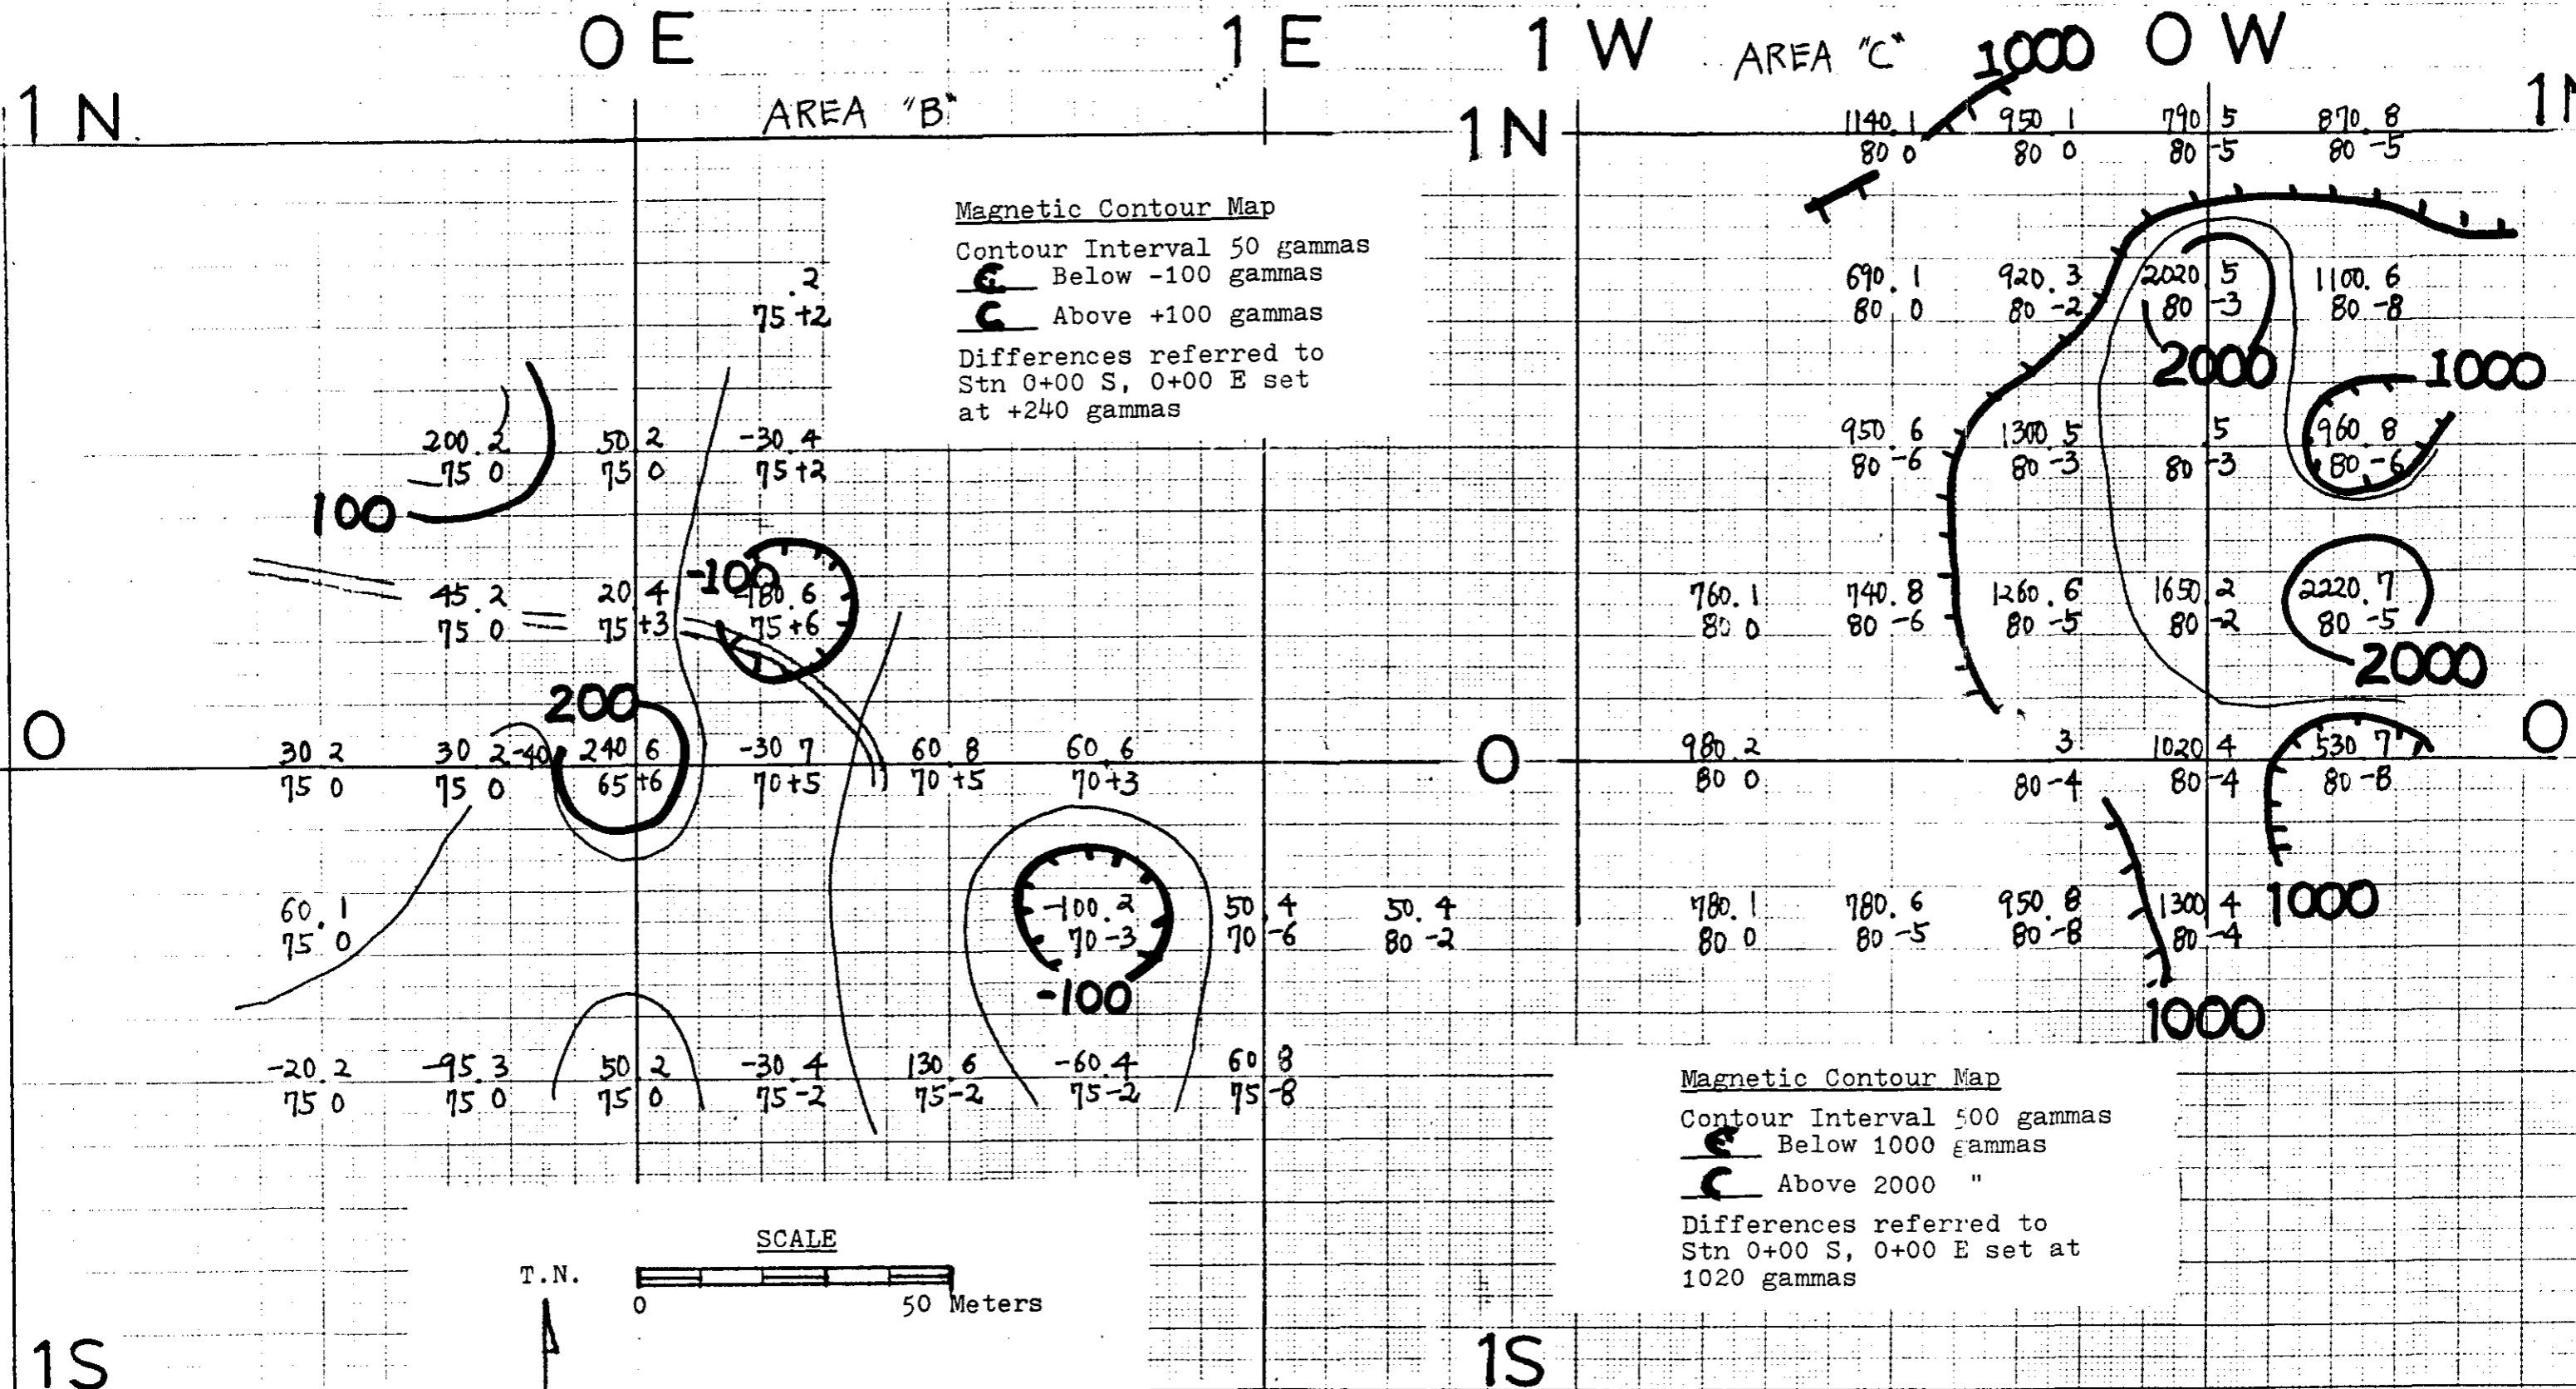 0 E
1 E
1 W
AREA "C"
1000
0 W
1 N
AREA "B"
1N
1N
1140.1 950.1 790.5 870.8
80 0 80 0 80 -5 80 -5
Magnetic Contour Map
Contour Interval 50 gammas
Below -100 gammas
Above +100 gammas
Differences referred to
Stn 0+00 S, 0+00 E set
at +240 gammas
.2
75 +2
690.1 920.3 2020.5 1100.6
80 0 80 -2 80 -3 80 -8
2000
1000
200.2 50.2 -30.4
75 0 75 0 75 +2
950.6 1300.5 .5 960.8
80 -6 80 -3 80 -3 80 -6
100
-100
45.2 20.4 -180.6
75 0 75 +3 75 +6
760.1 740.8 1260.6 1650.2 2220.7
80 0 80 -6 80 -5 80 -2 80 -5
2000
200
0
30.2 30.2 -40 240.6 -30.7 60.8 60.6
75 0 75 0 65 +6 70 +5 70 +5 70 +3
0
980.2 3 1020.4 530.7
80 0 80 -4 80 -4 80 -8
0
60.1 -100.2 50.4 50.4
75 0 70 -3 70 -6 80 -2
-100
780.1 780.6 950.8 1300.4
80 0 80 -5 80 -8 80 -4
1000
1000
-20.2 -95.3 50.2 -30.4 130.6 -60.4 60.8
75 0 75 0 75 0 75 -2 75 -2 75 -2 75 -8
Magnetic Contour Map
Contour Interval 500 gammas
Below 1000 gammas
Above 2000 "
Differences referred to
Stn 0+00 S, 0+00 E set at
1020 gammas
SCALE
T.N.
0 50 Meters
1S
1S